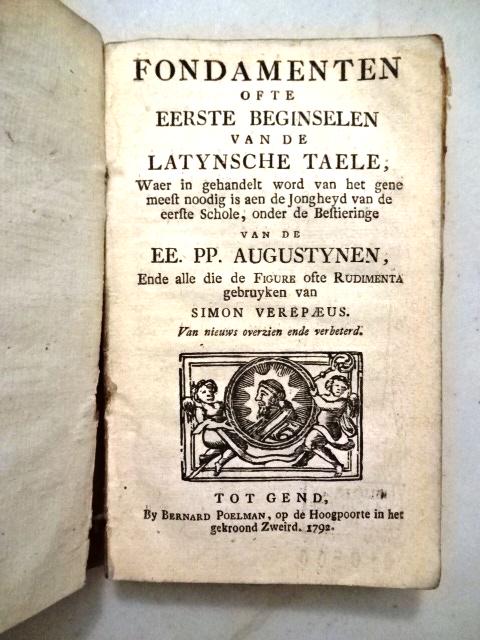 FONDAMENTEN
OFTE
EERSTE BEGINSELEN
VAN DE
LATYNSCHE TAELE,
Waer in gehandelt word van het gene
meeſt noodig is aen de Jongheyd van de
eerſte Schole, onder de Beſtieringe
VAN DE
EE. PP. AUGUSTYNEN,
Ende alle die de FIGURE ofte RUDIMENTA
gebruyken van
SIMON VEREPÆUS.
Van nieuws overzien ende verbeterd.
TOT GEND,
By BERNARD POELMAN, op de Hoogpoorte in het
gekroond Zweird. 1792.